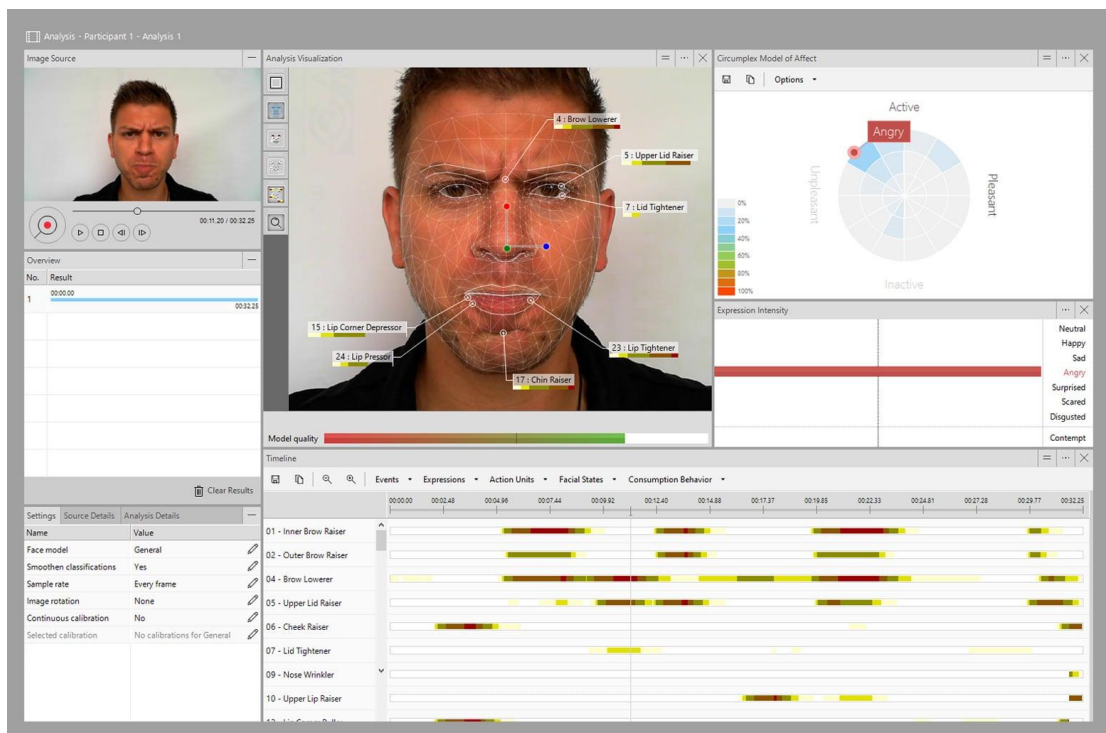 Analysis - Participant 1 - Analysis 1
Image Source
00:11.20 / 00:32.25
Overview
No. Result
1 00:00.00
00:32.25
Clear Results
Settings Source Details Analysis Details
Name Value
Face model General
Smoothen classifications Yes
Sample rate Every frame
Image rotation None
Continuous calibration No
Selected calibration No calibrations for General
Analysis Visualization
4 : Brow Lowerer
5 : Upper Lid Raiser
7 : Lid Tightener
15 : Lip Corner Depressor
23 : Lip Tightener
24 : Lip Pressor
17 : Chin Raiser
Model quality
Circumplex Model of Affect
Options
Active
Angry
Unpleasant
Pleasant
Inactive
0%
20%
40%
60%
80%
100%
Expression Intensity
Neutral
Happy
Sad
Angry
Surprised
Scared
Disgusted
Contempt
Timeline
Events Expressions Action Units Facial States Consumption Behavior
00:00.00 00:02.48 00:04.96 00:07.44 00:09.92 00:12.40 00:14.88 00:17.37 00:19.85 00:22.33 00:24.81 00:27.28 00:29.77 00:32.25
01 - Inner Brow Raiser
02 - Outer Brow Raiser
04 - Brow Lowerer
05 - Upper Lid Raiser
06 - Cheek Raiser
07 - Lid Tightener
09 - Nose Wrinkler
10 - Upper Lip Raiser